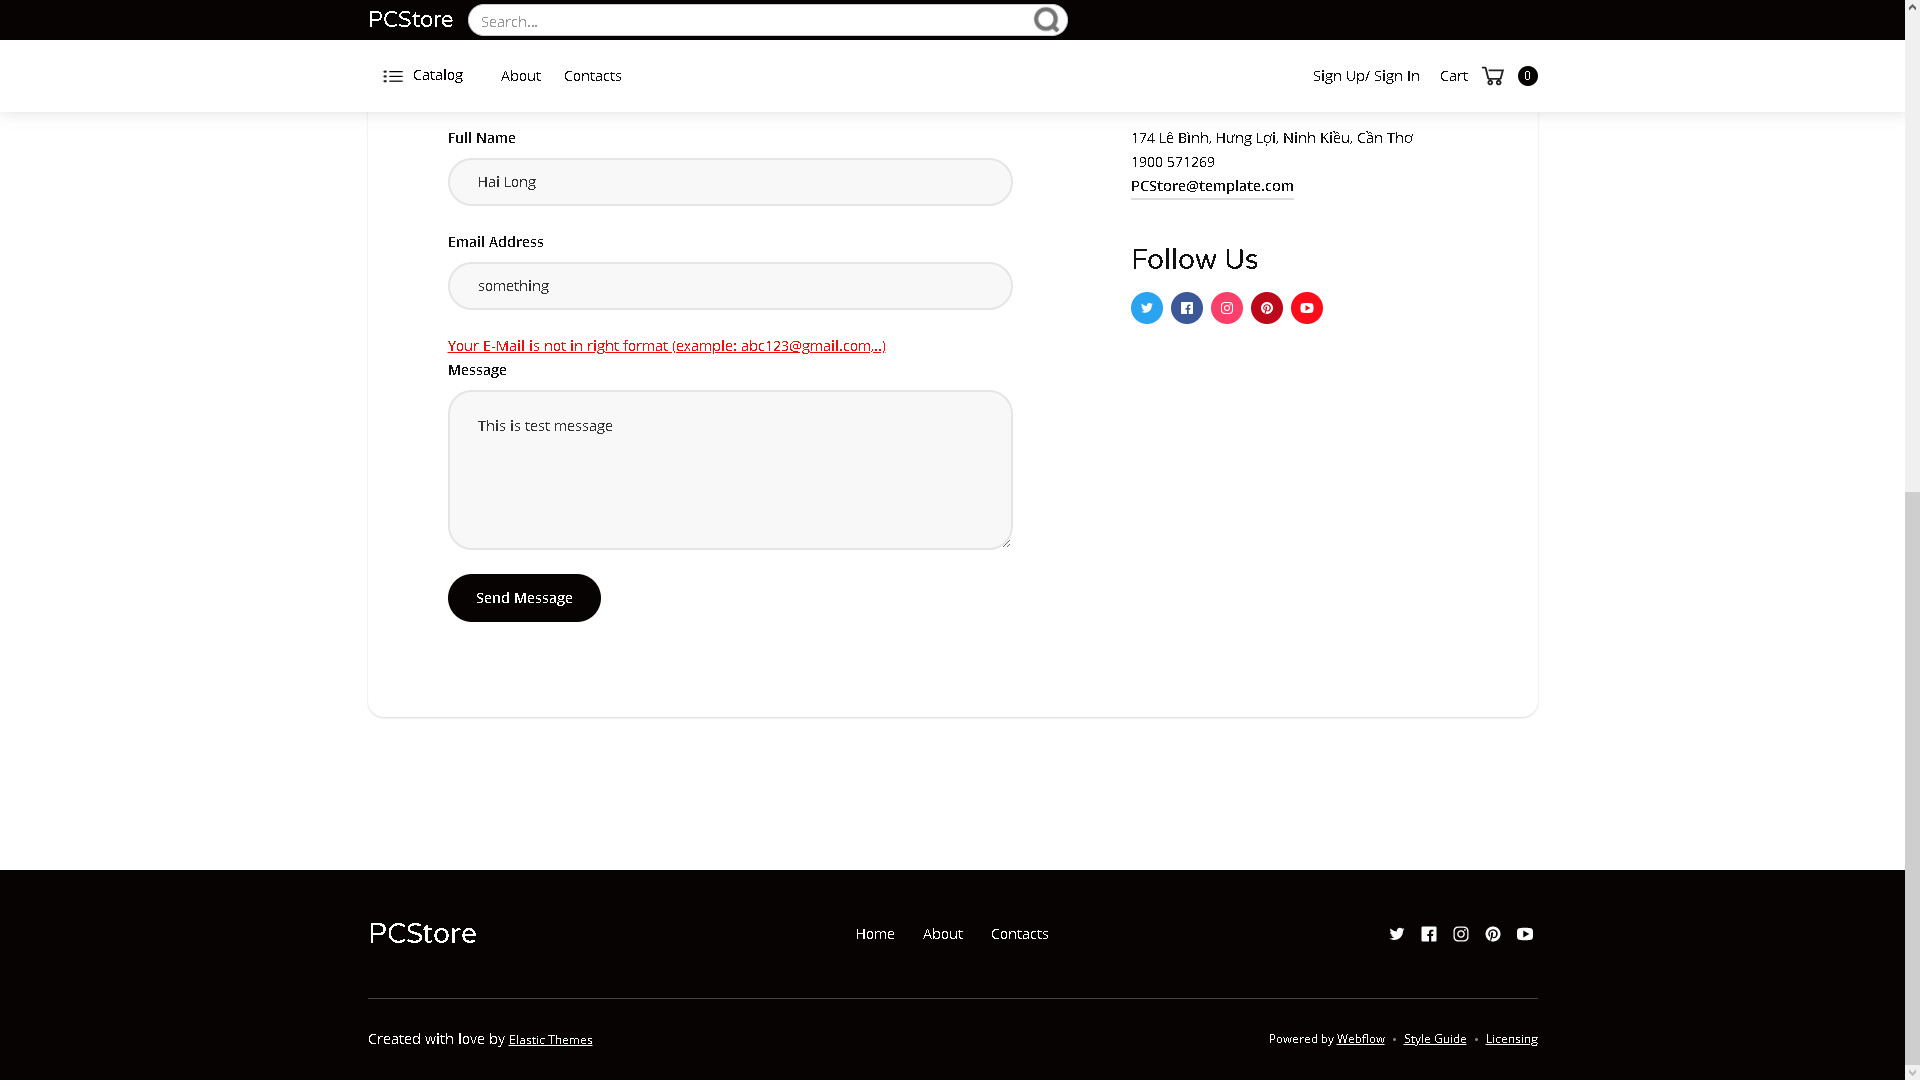 PCStore
Search...
Catalog
About
Contacts
Sign Up/ Sign In
Cart
0
Full Name
Hai Long
Email Address
something
Your E-Mail is not in right format (example: abc123@gmail.com,..)
Message
This is test message
Send Message
174 Lê Bình, Hưng Lợi, Ninh Kiều, Cần Thơ
1900 571269
PCStore@template.com
Follow Us
PCStore
Home
About
Contacts
Created with love by Elastic Themes
Powered by Webflow • Style Guide • Licensing